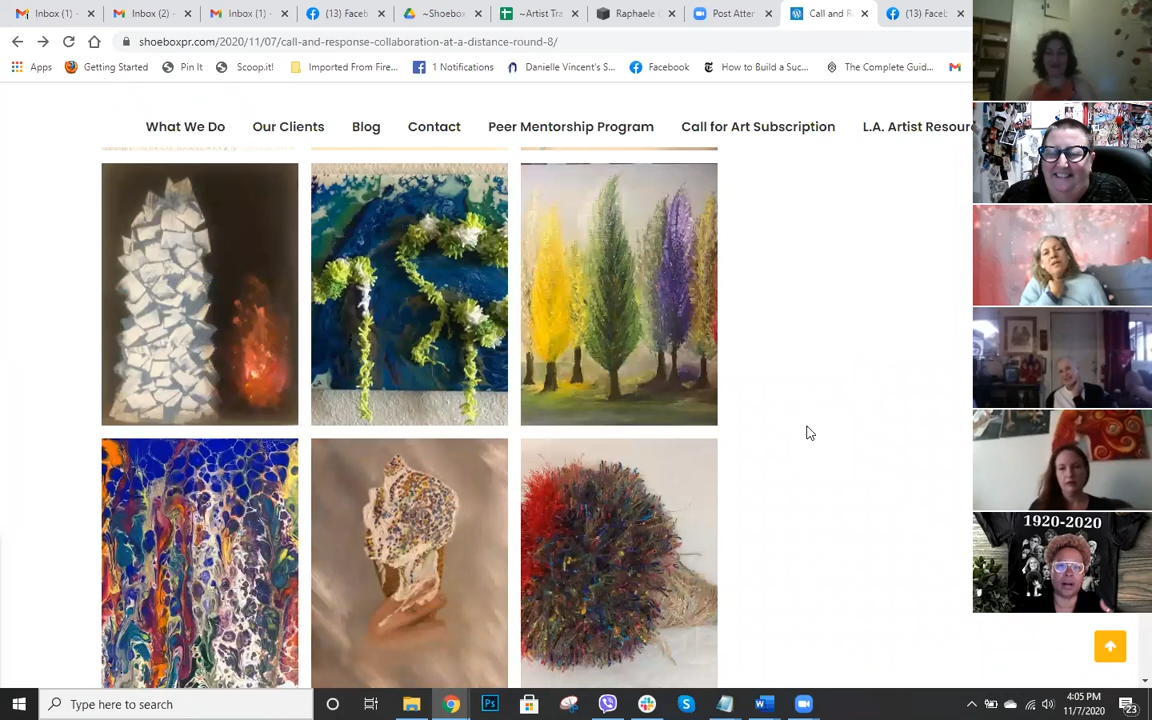 Inbox (1) -
Inbox (2) -
Inbox (1) -
(13) Faceb
~Shoebox
~Artist Tra
Raphaele
Post Atter
Call and R
(13) Faceb
shoeboxpr.com/2020/11/07/call-and-response-collaboration-at-a-distance-round-8/
Apps
Getting Started
Pin It
Scoop.it!
Imported From Fire...
1 Notifications
Danielle Vincent's S...
Facebook
How to Build a Suc...
The Complete Guid...
What We Do
Our Clients
Blog
Contact
Peer Mentorship Program
Call for Art Subscription
L.A. Artist Resour
1920-2020
Type here to search
Ps
4:05 PM
11/7/2020
23